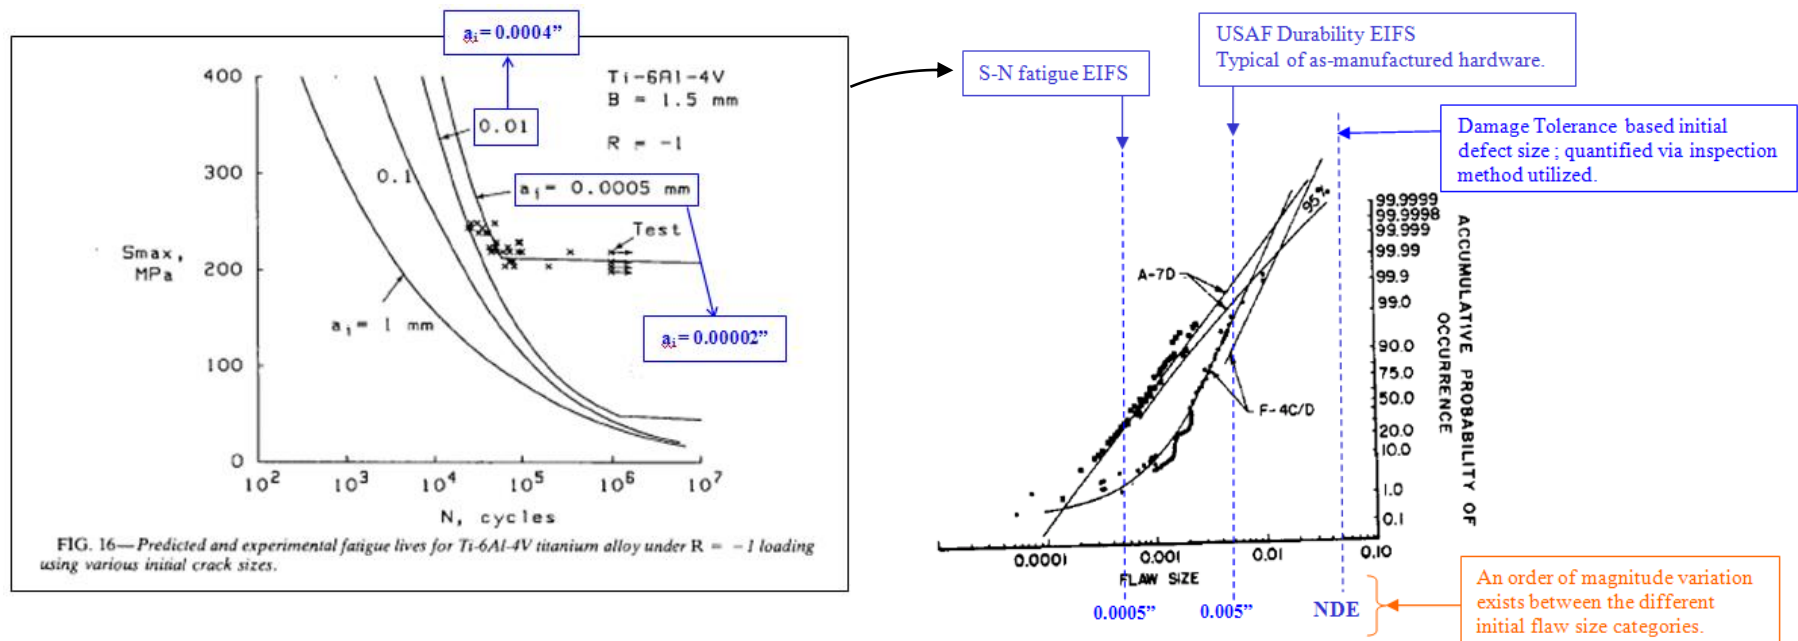 aᵢ = 0.0004”
400
300
200
100
0
Smax,
MPa
Ti-6Al-4V
B = 1.5 mm
R = -1
0.01
0.1
aᵢ= 0.0005 mm
Test
aᵢ= 1 mm
aᵢ= 0.00002”
10² 10³ 10⁴ 10⁵ 10⁶ 10⁷
N, cycles
FIG. 16—Predicted and experimental fatigue lives for Ti-6Al-4V titanium alloy under R = -1 loading
using various initial crack sizes.
S-N fatigue EIFS
USAF Durability EIFS
Typical of as-manufactured hardware.
Damage Tolerance based initial
defect size ; quantified via inspection
method utilized.
95%
A-7D
F-4C/D
99.9999
99.9998
99.999
99.99
99.9
99.0
90.0
75.0
50.0
20.0
10.0
1.0
0.1
ACCUMULATIVE PROBABILITY OF
OCCURRENCE
0.0001 0.001 0.01 0.10
FLAW SIZE
0.0005” 0.005” NDE
An order of magnitude variation
exists between the different
initial flaw size categories.